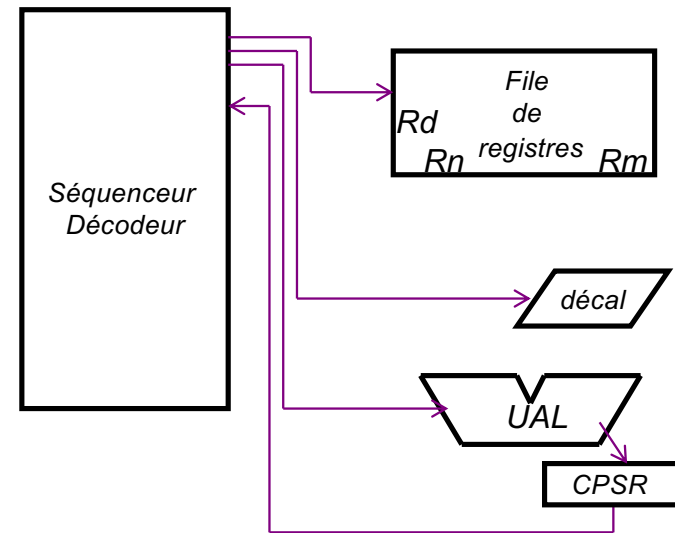 Séquenceur
Décodeur
File
de
registres
Rd
Rn
Rm
décal
UAL
CPSR